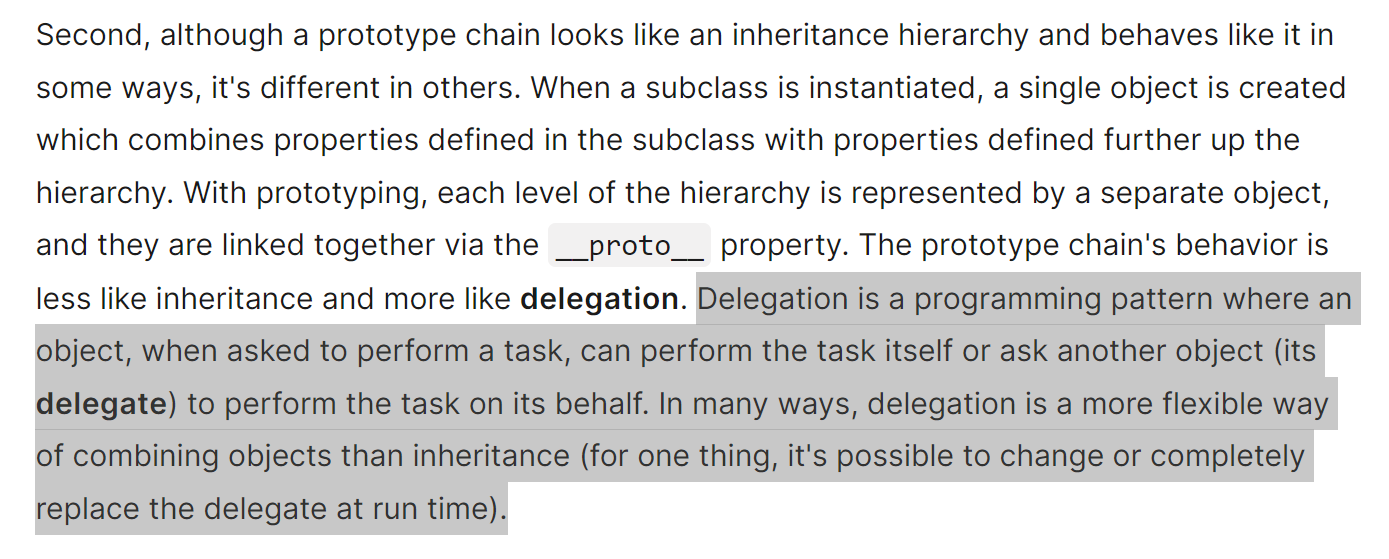 Second, although a prototype chain looks like an inheritance hierarchy and behaves like it in
some ways, it's different in others. When a subclass is instantiated, a single object is created
which combines properties defined in the subclass with properties defined further up the
hierarchy. With prototyping, each level of the hierarchy is represented by a separate object,
and they are linked together via the __proto__ property. The prototype chain's behavior is
less like inheritance and more like delegation. Delegation is a programming pattern where an
object, when asked to perform a task, can perform the task itself or ask another object (its
delegate) to perform the task on its behalf. In many ways, delegation is a more flexible way
of combining objects than inheritance (for one thing, it's possible to change or completely
replace the delegate at run time).